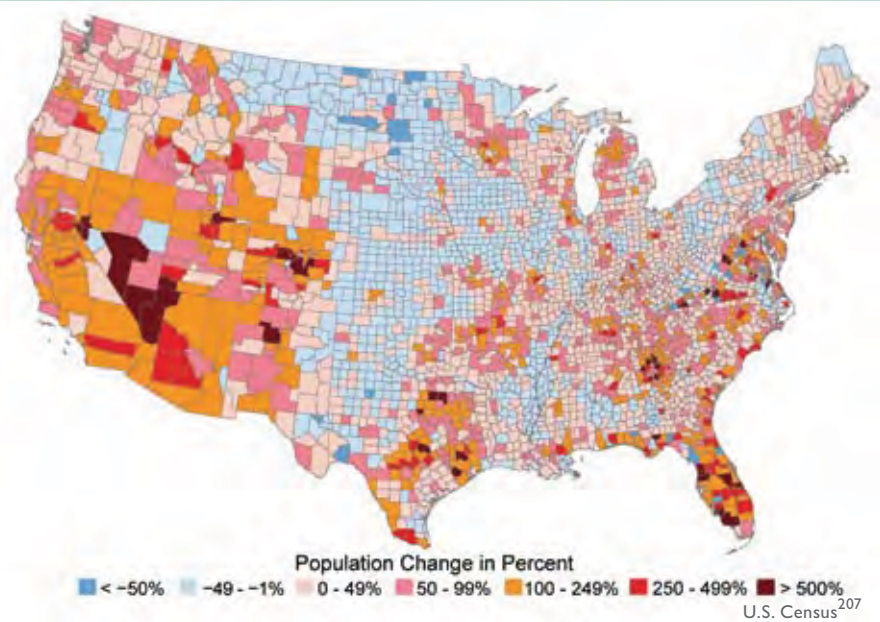 Population Change in Percent
< −50% −49 - −1% 0 - 49% 50 - 99% 100 - 249% 250 - 499% > 500%
U.S. Census207